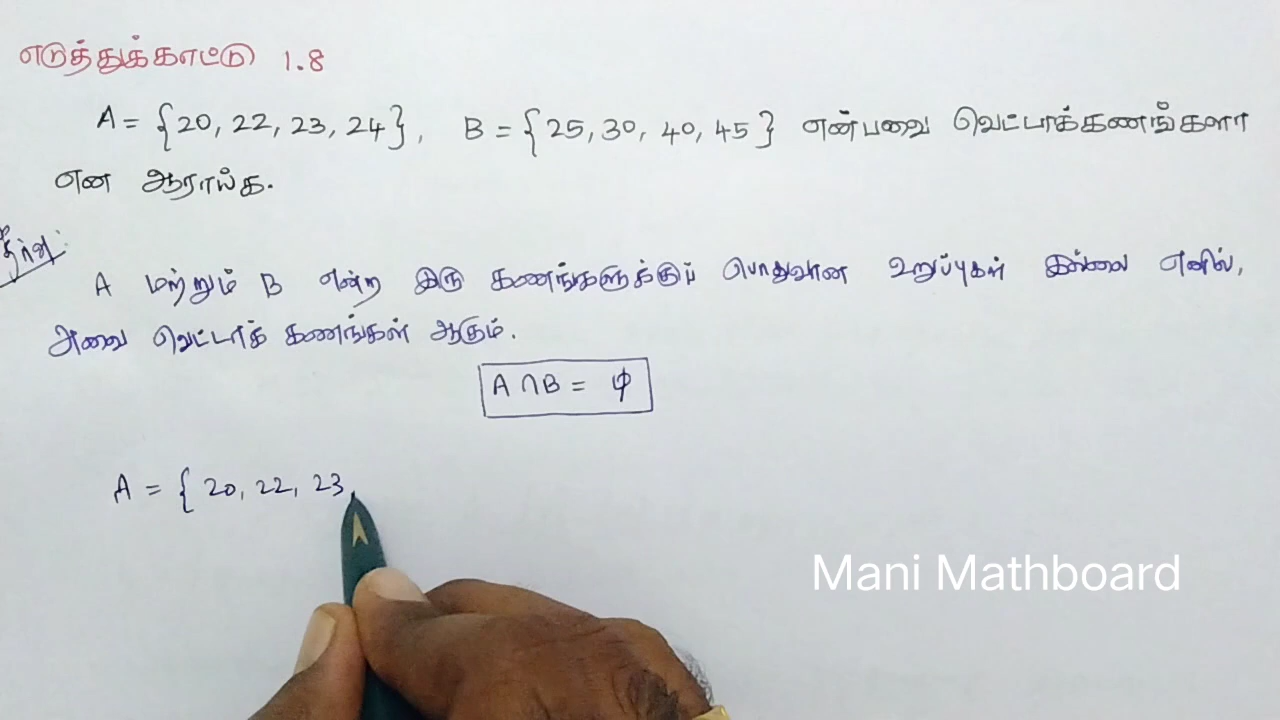 எடுத்துக்காட்டு 1.8
A = {20, 22, 23, 24}, B = {25, 30, 40, 45} என்பவை வெட்டாக்கணங்களா
என ஆராய்க.
தீர்வு:
A மற்றும் B என்ற இரு கணங்களுக்குப் பொதுவான உறுப்புகள் இல்லை எனில்,
அவை வெட்டாக் கணங்கள் ஆகும்.
A ∩ B = φ
A = { 20, 22, 23,
Mani Mathboard